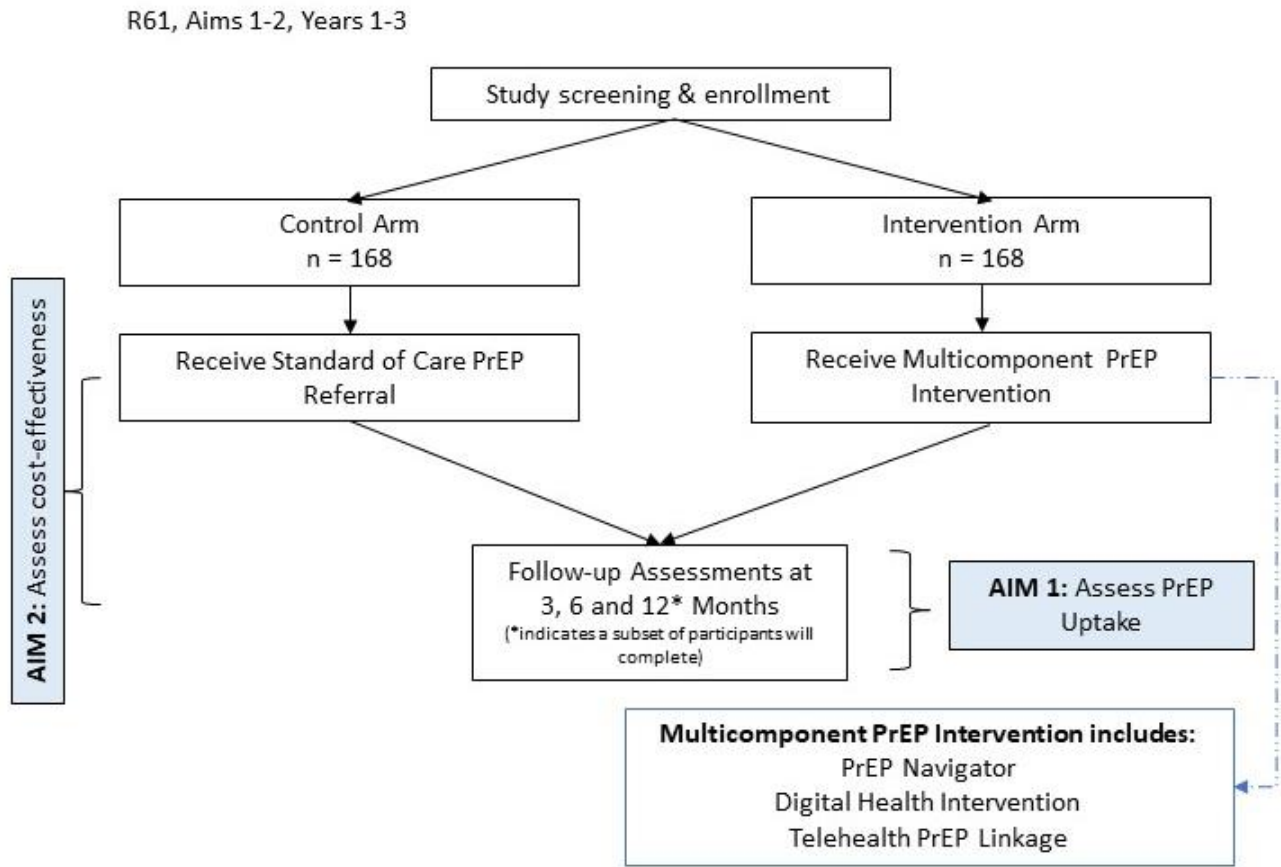 R61, Aims 1-2, Years 1-3
Study screening & enrollment
Control Arm
n = 168
Intervention Arm
n = 168
Receive Standard of Care PrEP
Referral
Receive Multicomponent PrEP
Intervention
AIM 2: Assess cost-effectiveness
Follow-up Assessments at
3, 6 and 12* Months
(*indicates a subset of participants will
complete)
AIM 1: Assess PrEP
Uptake
Multicomponent PrEP Intervention includes:
PrEP Navigator
Digital Health Intervention
Telehealth PrEP Linkage